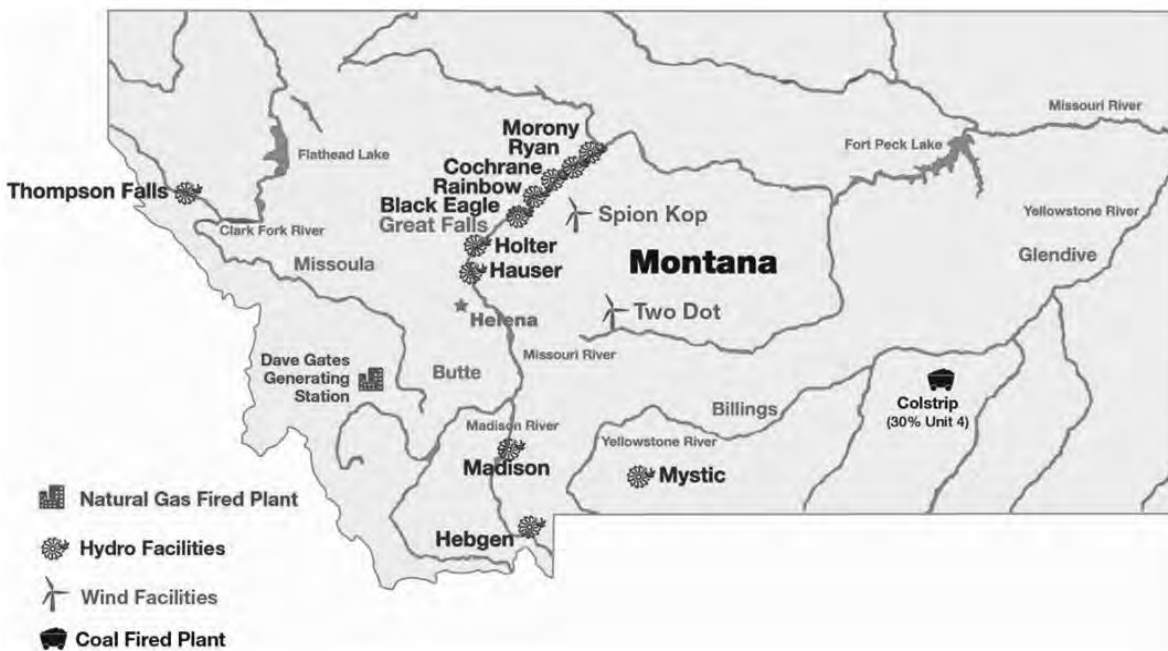 Missouri River
Morony
Ryan
Fort Peck Lake
Flathead Lake
Cochrane
Thompson Falls
Rainbow
Black Eagle
Spion Kop
Yellowstone River
Great Falls
Clark Fork River
Holter
Missoula
Montana
Glendive
Hauser
Helena
Two Dot
Missouri River
Dave Gates
Generating
Station
Butte
Colstrip
(30% Unit 4)
Billings
Madison River
Yellowstone River
Madison
Mystic
Natural Gas Fired Plant
Hebgen
Hydro Facilities
Wind Facilities
Coal Fired Plant